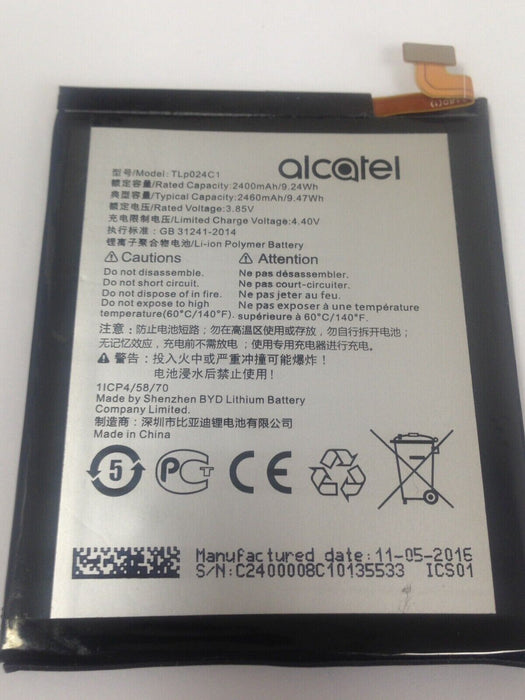 alcatel
型号/Model: TLp024C1
额定容量/Rated Capacity:2400mAh/9.24Wh
典型容量/Typical Capacity:2460mAh/9.47Wh
额定电压/Rated Voltage:3.85V
充电限制电压/Limited Charge Voltage:4.40V
执行标准: GB 31241-2014
锂离子聚合物电池/Li-ion Polymer Battery
Cautions
Do not disassemble.
Do not short circuit.
Do not dispose of in fire.
Do not expose to high
temperature(60°C/140°F).
Attention
Ne pas désassembler.
Ne pas court-circuiter.
Ne pas jeter au feu.
Ne pas exposer à une température
supérieure à 60°C/140°F.
注意: 防止电池短路; 勿在高温区使用或存放, 勿自行拆开电池;
无记忆效应, 充电前不需放电, 使用专用充电器进行充电。
警告: 投入火中或严重冲撞可能爆炸!
电池浸水后禁止使用!
1ICP4/58/70
Made by Shenzhen BYD Lithium Battery
Company Limited.
制造商: 深圳市比亚迪锂电池有限公司
Made in China
5
РСТ
CE
Manufactured date:11-05-2016
S/N:C2400008C10135533 ICS01